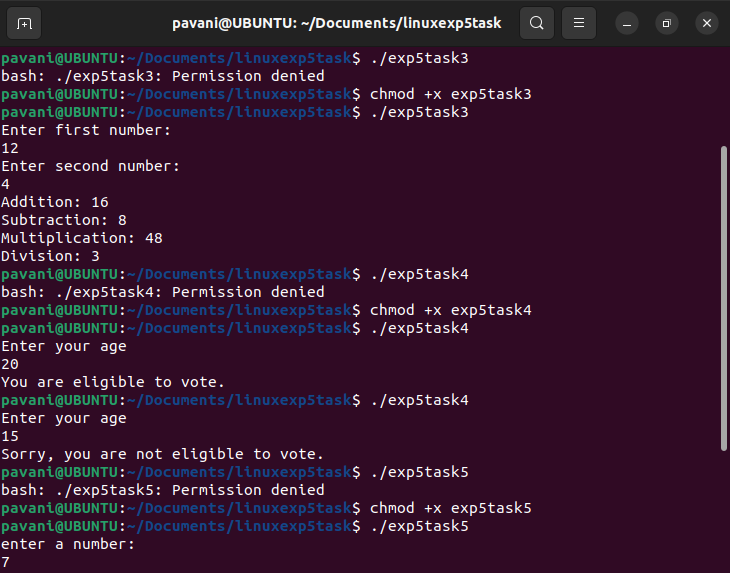 pavani@UBUNTU: ~/Documents/linuxexp5task
pavani@UBUNTU:~/Documents/linuxexp5task$ ./exp5task3
bash: ./exp5task3: Permission denied
pavani@UBUNTU:~/Documents/linuxexp5task$ chmod +x exp5task3
pavani@UBUNTU:~/Documents/linuxexp5task$ ./exp5task3
Enter first number:
12
Enter second number:
4
Addition: 16
Subtraction: 8
Multiplication: 48
Division: 3
pavani@UBUNTU:~/Documents/linuxexp5task$ ./exp5task4
bash: ./exp5task4: Permission denied
pavani@UBUNTU:~/Documents/linuxexp5task$ chmod +x exp5task4
pavani@UBUNTU:~/Documents/linuxexp5task$ ./exp5task4
Enter your age
20
You are eligible to vote.
pavani@UBUNTU:~/Documents/linuxexp5task$ ./exp5task4
Enter your age
15
Sorry, you are not eligible to vote.
pavani@UBUNTU:~/Documents/linuxexp5task$ ./exp5task5
bash: ./exp5task5: Permission denied
pavani@UBUNTU:~/Documents/linuxexp5task$ chmod +x exp5task5
pavani@UBUNTU:~/Documents/linuxexp5task$ ./exp5task5
enter a number:
7